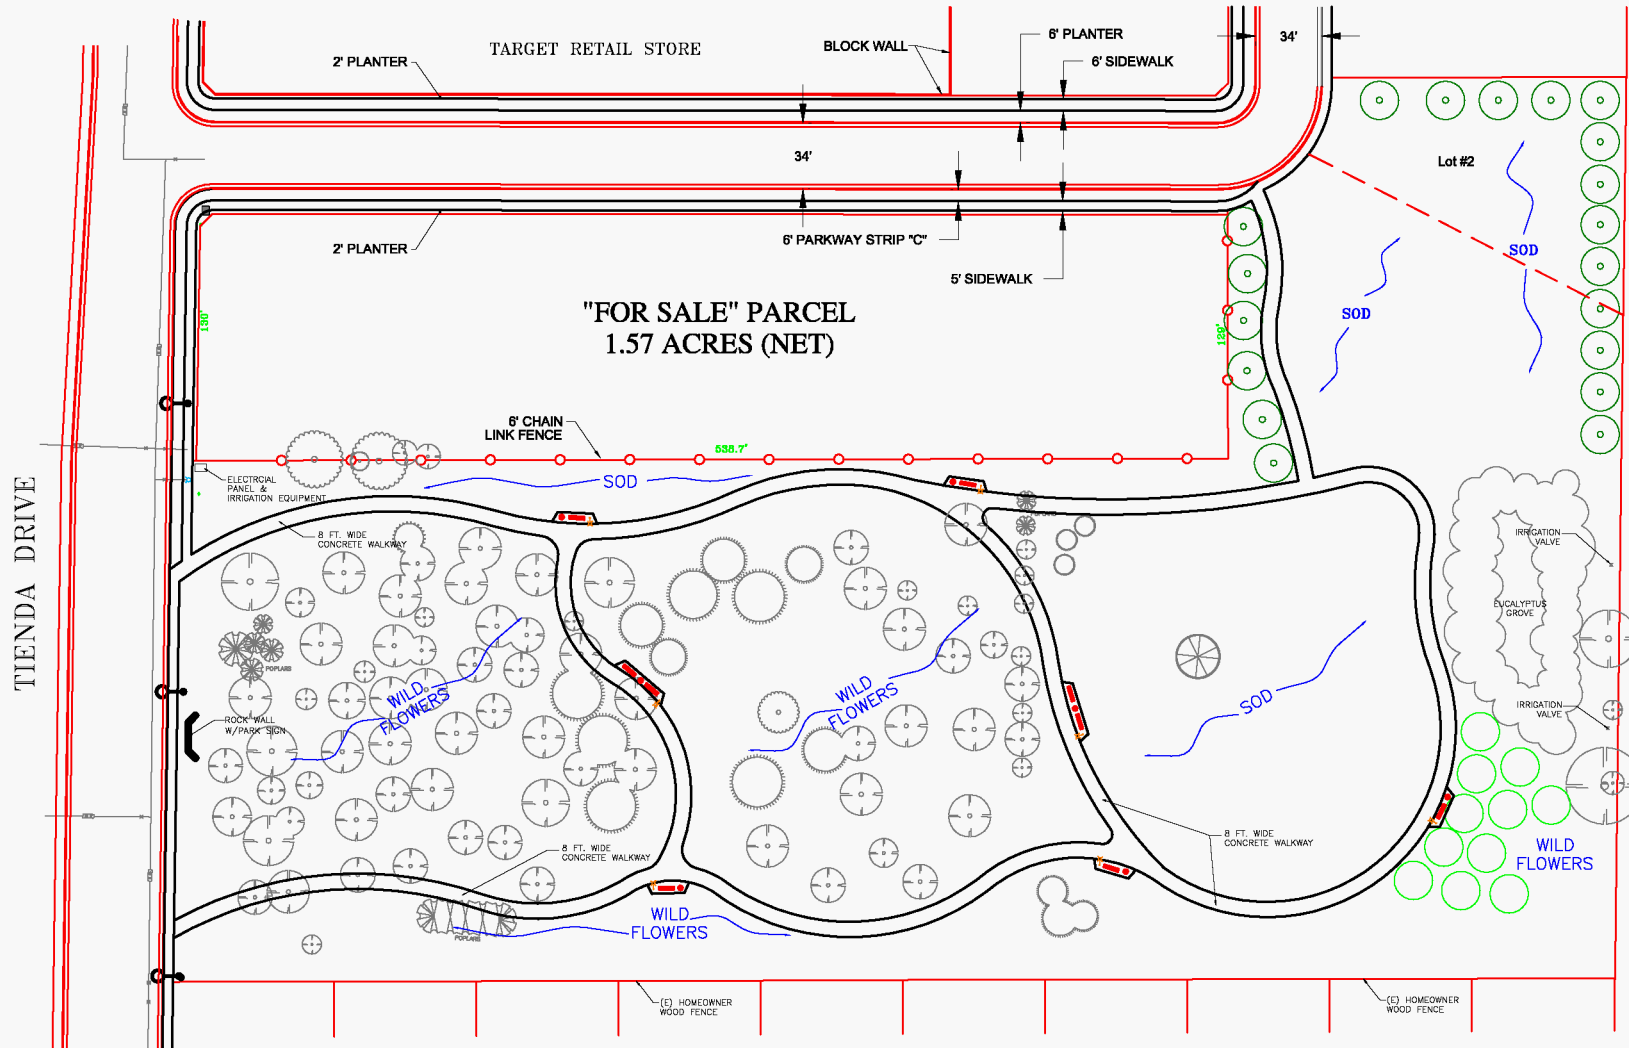 TARGET RETAIL STORE
BLOCK WALL
6' PLANTER
34'
2' PLANTER
6' SIDEWALK
34'
Lot #2
2' PLANTER
6' PARKWAY STRIP "C"
SOD
5' SIDEWALK
130'
"FOR SALE" PARCEL
1.57 ACRES (NET)
SOD
129'
6' CHAIN
LINK FENCE
538.7'
ELECTRCIAL
PANEL &
IRRIGATION EQUIPMENT
SOD
TIENDA DRIVE
8 FT. WIDE
CONCRETE WALKWAY
IRRIGATION
VALVE
EUCALYPTUS
GROVE
POPLARS
WILD
FLOWERS
WILD
FLOWERS
SOD
ROCK WALL
W/PARK SIGN
IRRIGATION
VALVE
8 FT. WIDE
CONCRETE WALKWAY
8 FT. WIDE
CONCRETE WALKWAY
WILD
FLOWERS
WILD
FLOWERS
POPLARS
(E) HOMEOWNER
WOOD FENCE
(E) HOMEOWNER
WOOD FENCE